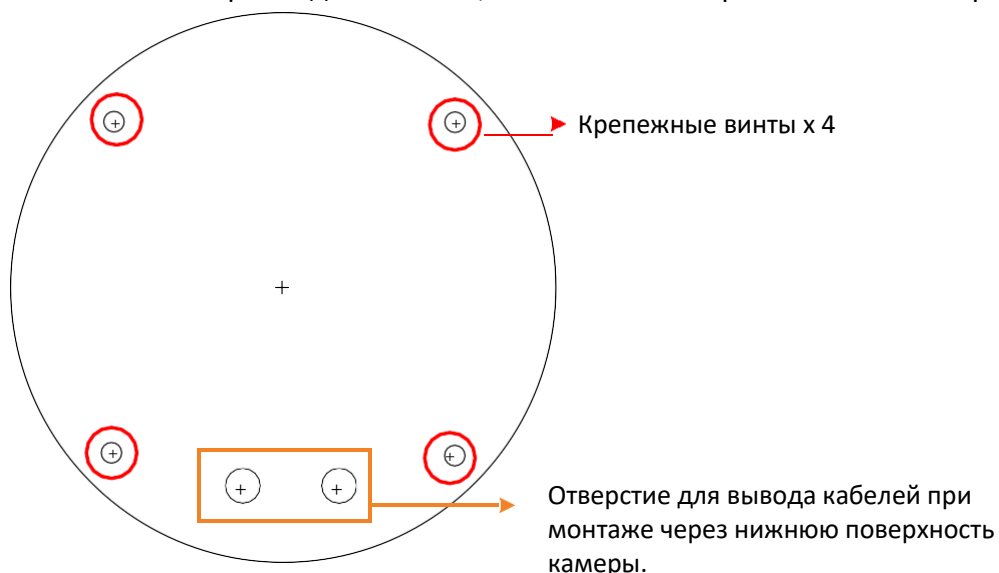 Крепежные винты x 4
Отверстие для вывода кабелей при
монтаже через нижнюю поверхность
камеры.